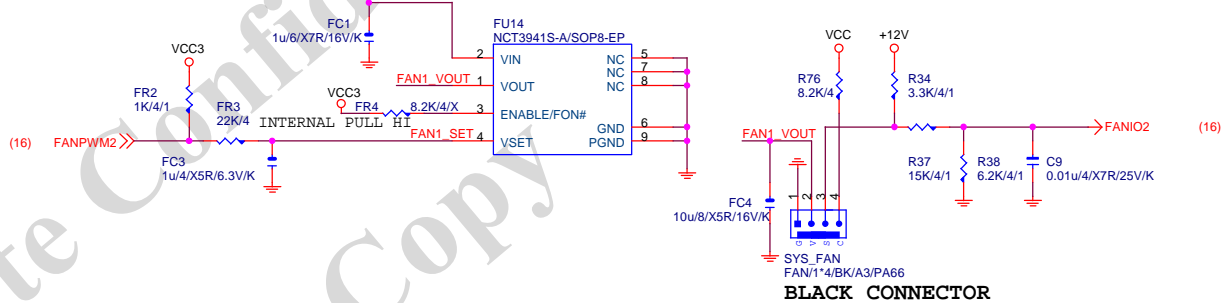 FC1
1u/6/X7R/16V/K
FU14
NCT3941S-A/SOP8-EP
VCC
+12V
VCC3
2
VIN
NC
5
NC
7
NC
8
FAN1_VOUT
1
VOUT
R76
8.2K/4
R34
3.3K/4/1
FR2
1K/4/1
FR3
22K/4
VCC3
FR4
8.2K/4/X
3
ENABLE/FON#
INTERNAL PULL HI
GND
6
(16)
FANPWM2
FAN1_SET
4
VSET
PGND
9
FAN1_VOUT
FANIO2
(16)
FC3
1u/4/X5R/6.3V/K
R37
15K/4/1
R38
6.2K/4/1
C9
0.01u/4/X7R/25V/K
FC4
10u/8/X5R/16V/K
1
2
3
4
G
V
S
C
SYS_FAN
FAN/1*4/BK/A3/PA66
BLACK CONNECTOR
te Confid
Copy